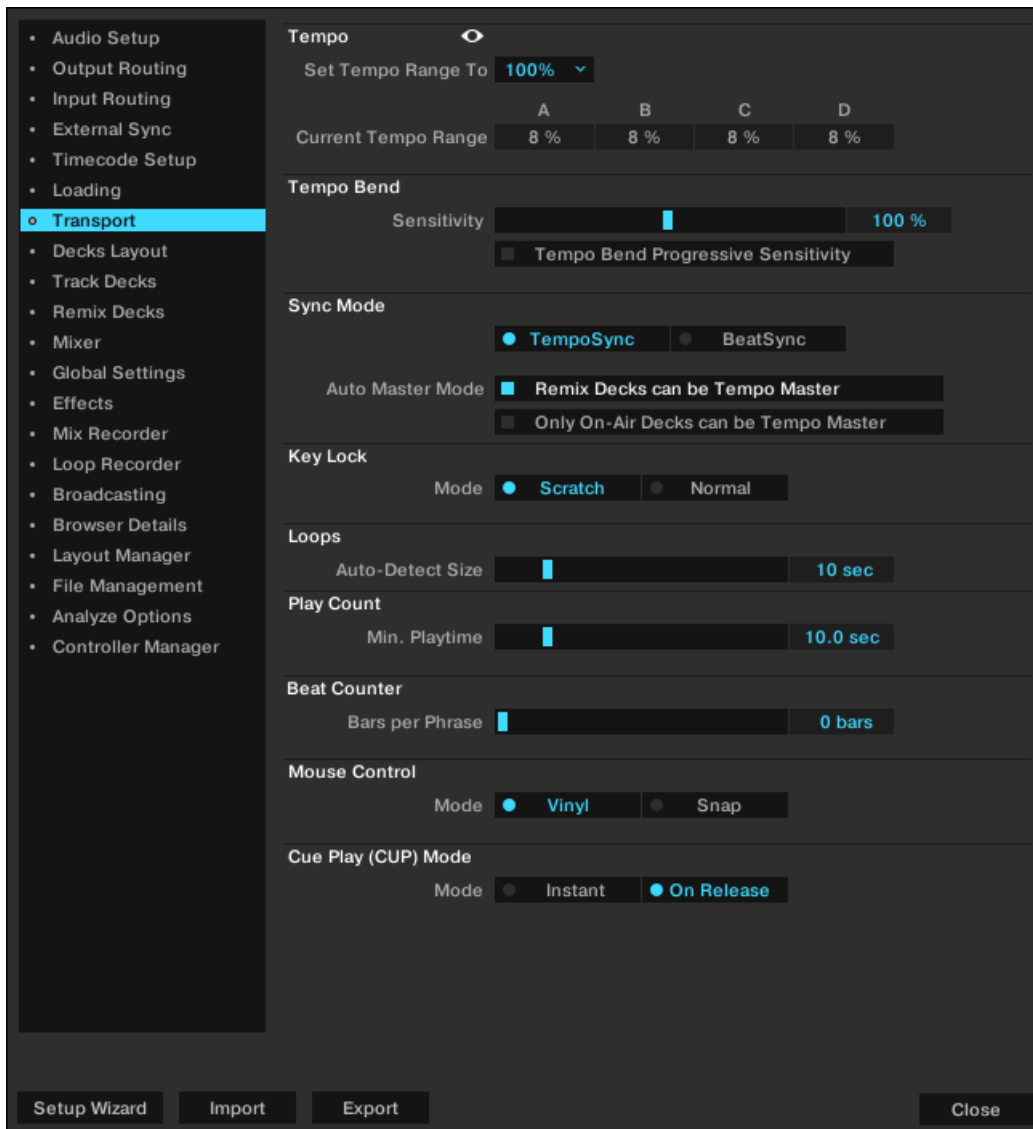 Audio Setup
Output Routing
Input Routing
External Sync
Timecode Setup
Loading
Transport
Decks Layout
Track Decks
Remix Decks
Mixer
Global Settings
Effects
Mix Recorder
Loop Recorder
Broadcasting
Browser Details
Layout Manager
File Management
Analyze Options
Controller Manager
Tempo
Set Tempo Range To 100%
A B C D
Current Tempo Range 8 % 8 % 8 % 8 %
Tempo Bend
Sensitivity 100 %
Tempo Bend Progressive Sensitivity
Sync Mode
TempoSync BeatSync
Auto Master Mode Remix Decks can be Tempo Master
Only On-Air Decks can be Tempo Master
Key Lock
Mode Scratch Normal
Loops
Auto-Detect Size 10 sec
Play Count
Min. Playtime 10.0 sec
Beat Counter
Bars per Phrase 0 bars
Mouse Control
Mode Vinyl Snap
Cue Play (CUP) Mode
Mode Instant On Release
Setup Wizard Import Export Close